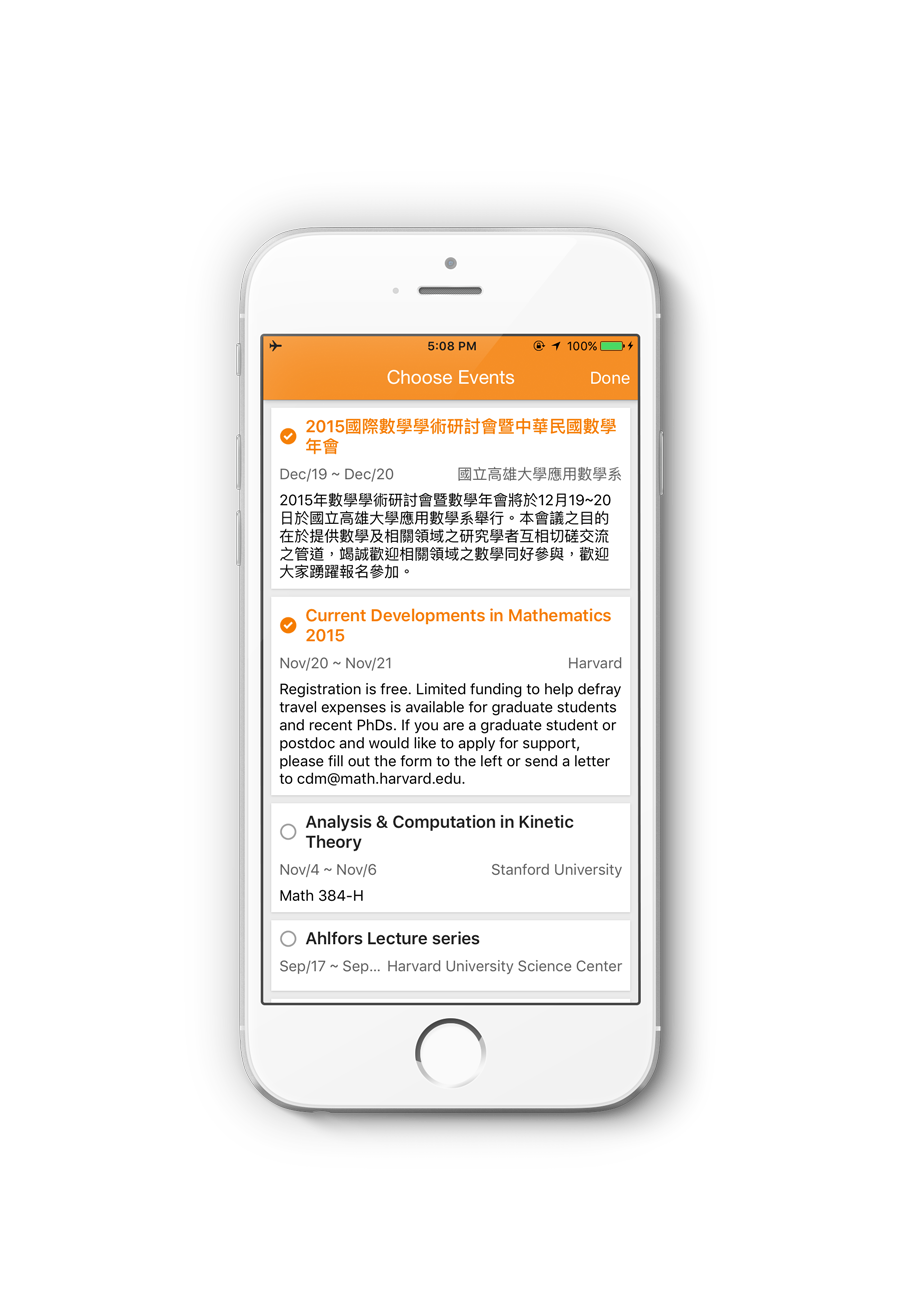 5:08 PM
100%
Choose Events
Done
2015國際數學學術研討會暨中華民國數學
年會
Dec/19 ~ Dec/20
國立高雄大學應用數學系
2015年數學學術研討會暨數學年會將於12月19~20
日於國立高雄大學應用數學系舉行。本會議之目的
在於提供數學及相關領域之研究學者互相切磋交流
之管道，竭誠歡迎相關領域之數學同好參與，歡迎
大家踴躍報名參加。
Current Developments in Mathematics
2015
Nov/20 ~ Nov/21
Harvard
Registration is free. Limited funding to help defray
travel expenses is available for graduate students
and recent PhDs. If you are a graduate student or
postdoc and would like to apply for support,
please fill out the form to the left or send a letter
to cdm@math.harvard.edu.
Analysis & Computation in Kinetic
Theory
Nov/4 ~ Nov/6
Stanford University
Math 384-H
Ahlfors Lecture series
Sep/17 ~ Sep...
Harvard University Science Center